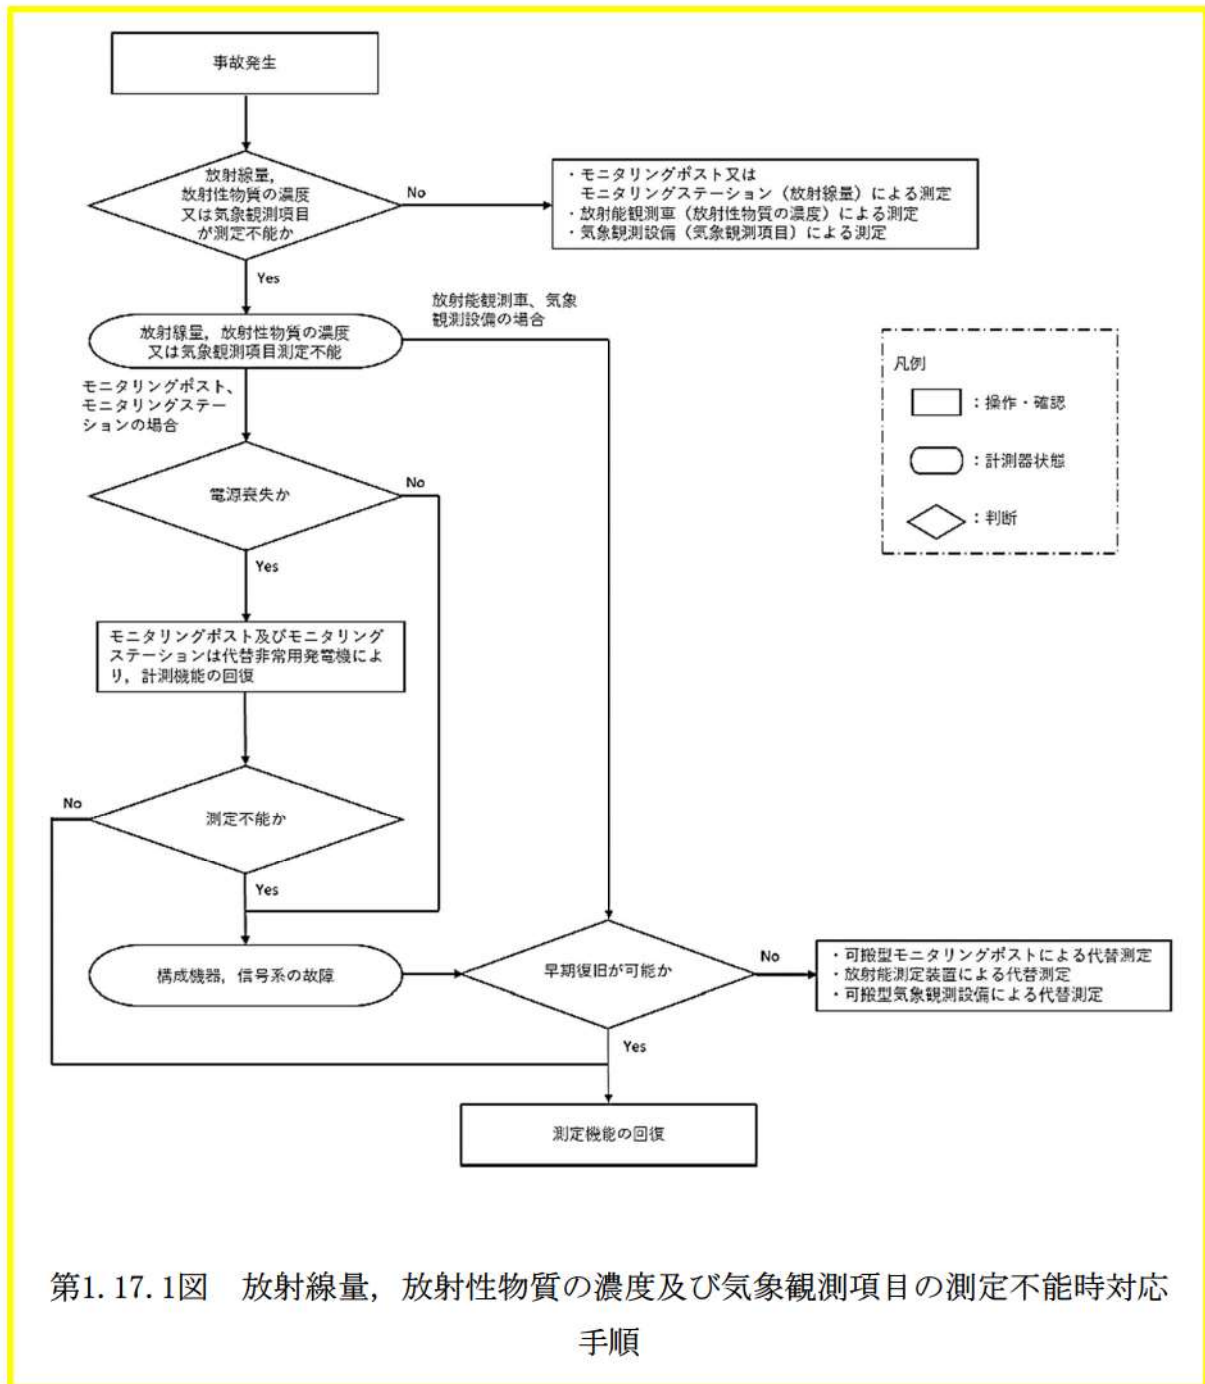 事故発生
放射線量，
放射性物質の濃度
又は気象観測項目
が測定不能か
No
・モニタリングポスト又は
モニタリングステーション（放射線量）による測定
・放射能観測車（放射性物質の濃度）による測定
・気象観測設備（気象観測項目）による測定
Yes
放射能観測車、気象
観測設備の場合
放射線量，放射性物質の濃度
又は気象観測項目測定不能
モニタリングポスト、
モニタリングステー
ションの場合
凡例
：操作・確認
：計測器状態
：判断
電源喪失か
No
Yes
モニタリングポスト及びモニタリング
ステーションは代替非常用発電機によ
り，計測機能の回復
No
測定不能か
Yes
構成機器，信号系の故障
早期復旧が可能か
No
・可搬型モニタリングポストによる代替測定
・放射能測定装置による代替測定
・可搬型気象観測設備による代替測定
Yes
測定機能の回復
第1.17.1図　放射線量，放射性物質の濃度及び気象観測項目の測定不能時対応
手順